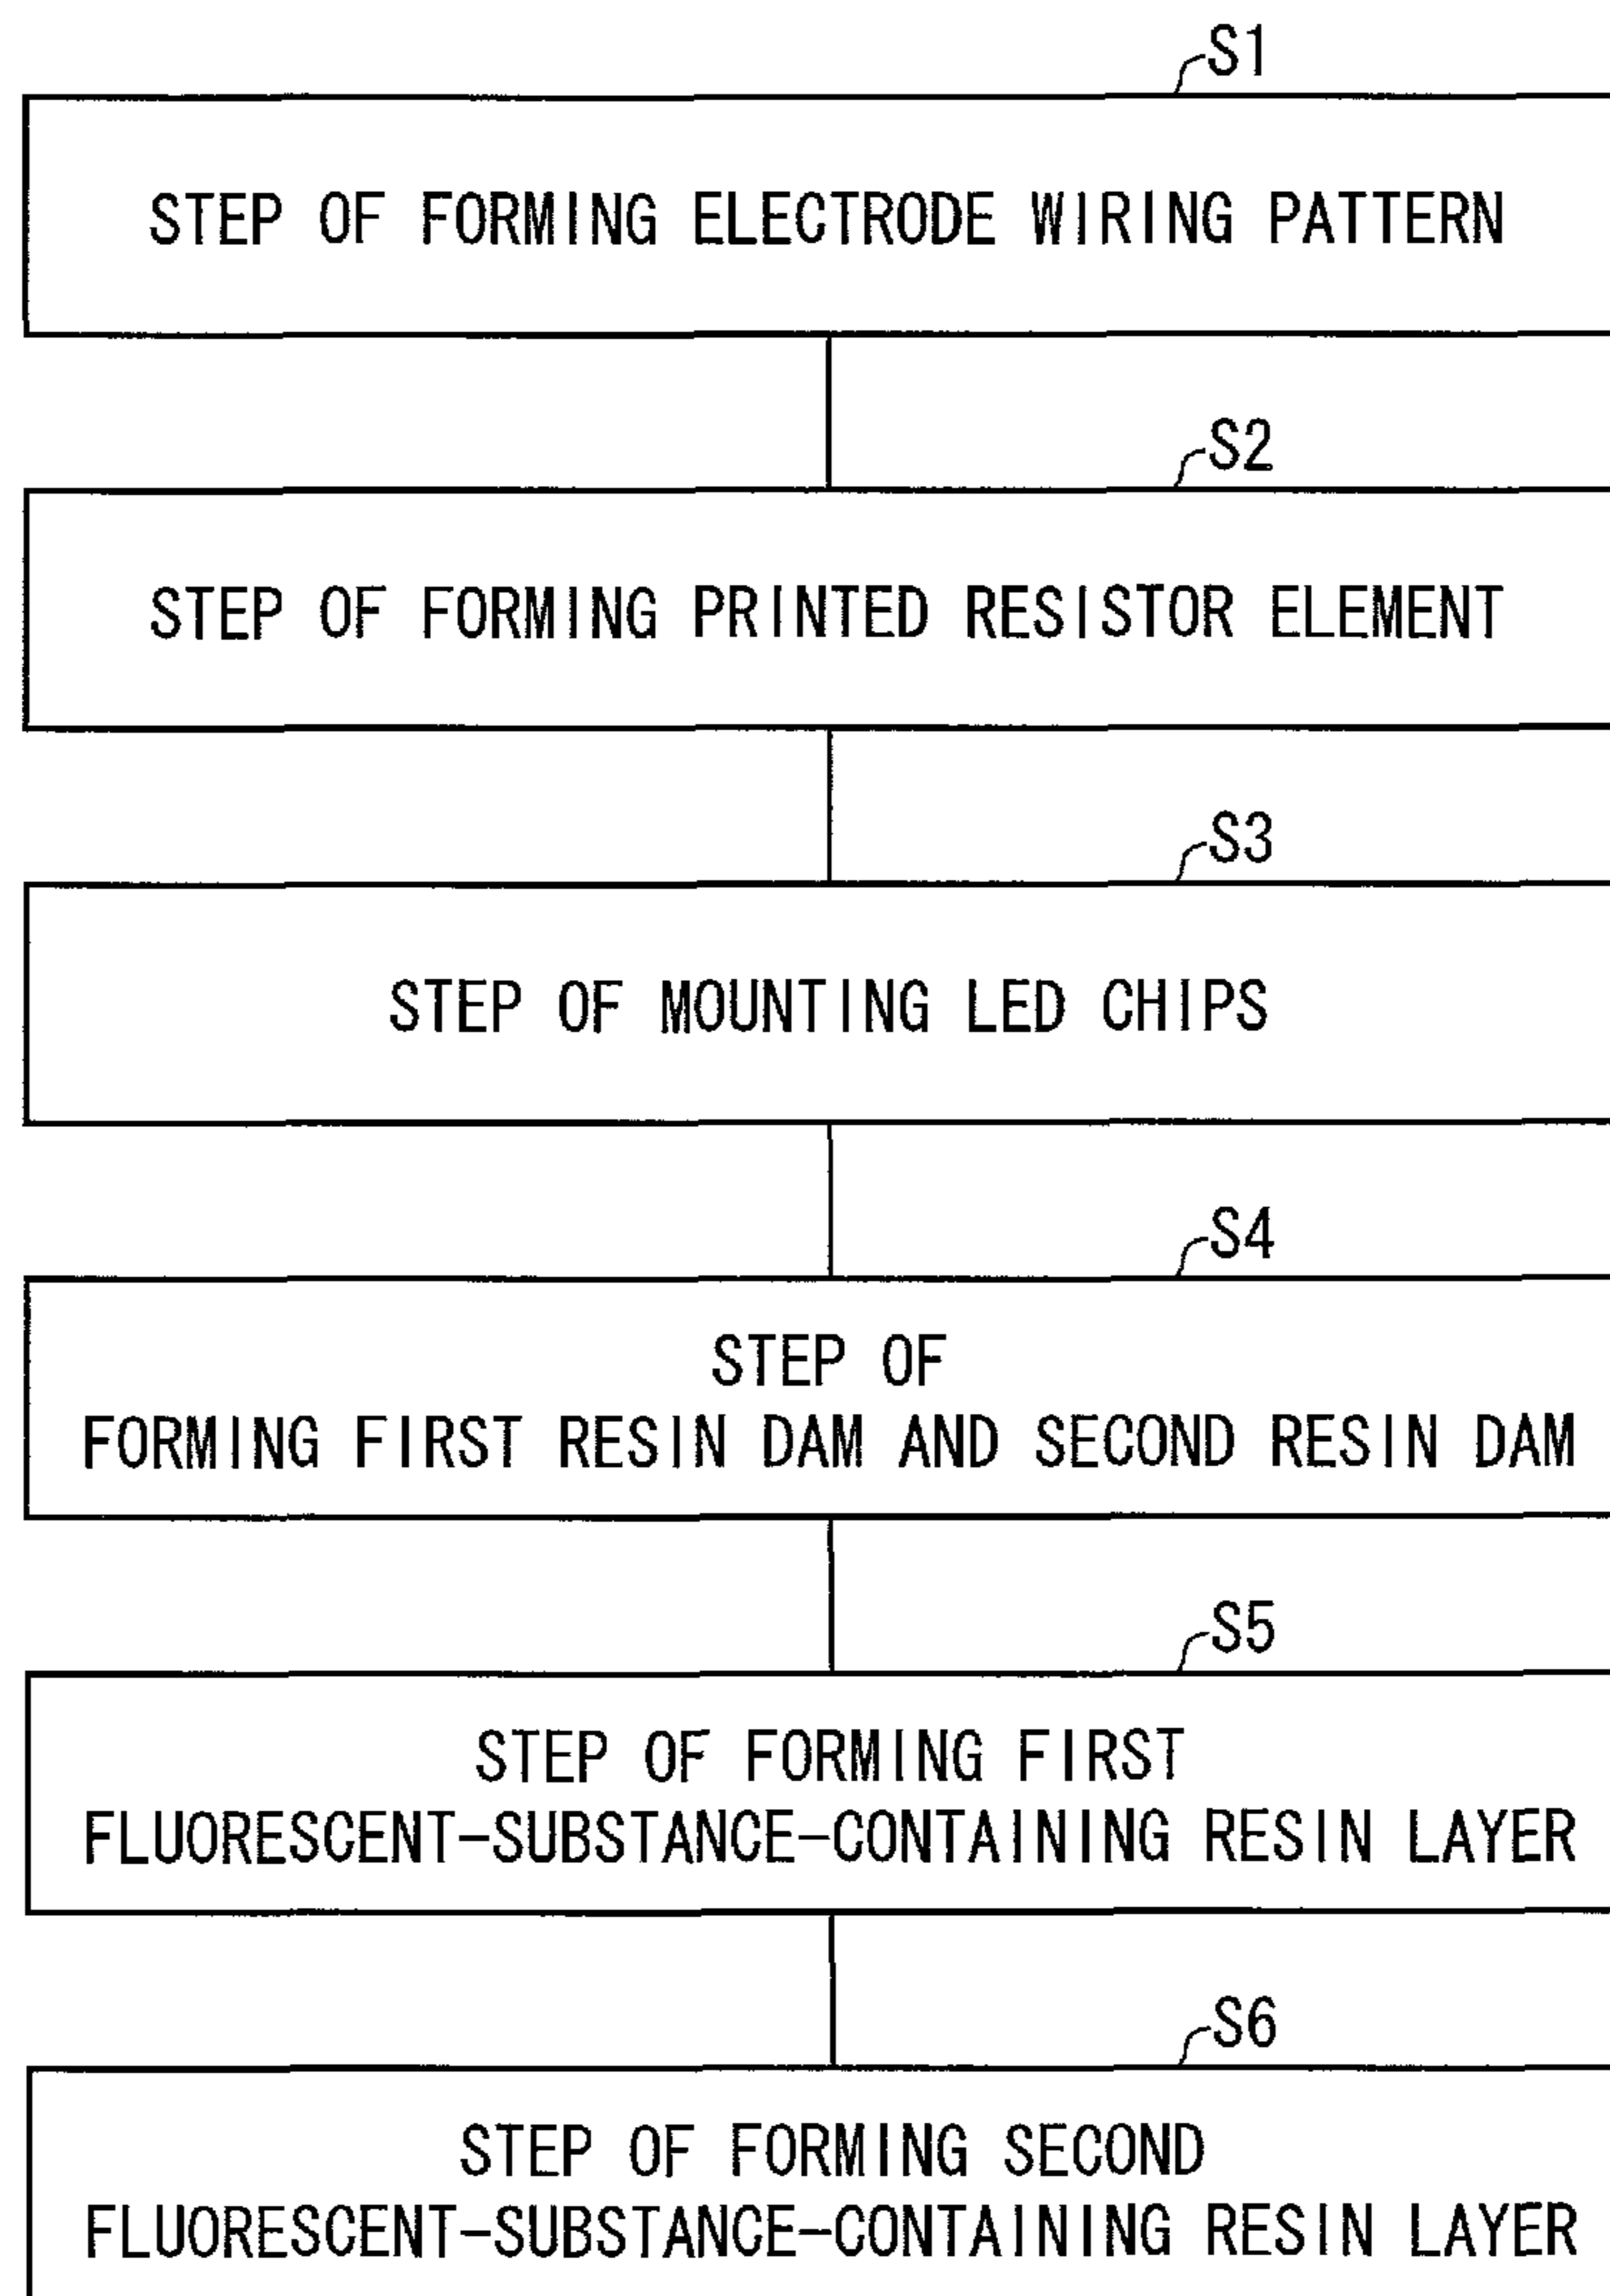 S1
STEP OF FORMING ELECTRODE WIRING PATTERN
S2
STEP OF FORMING PRINTED RESISTOR ELEMENT
S3
STEP OF MOUNTING LED CHIPS
S4
STEP OF
FORMING FIRST RESIN DAM AND SECOND RESIN DAM
S5
STEP OF FORMING FIRST
FLUORESCENT-SUBSTANCE-CONTAINING RESIN LAYER
S6
STEP OF FORMING SECOND
FLUORESCENT-SUBSTANCE-CONTAINING RESIN LAYER